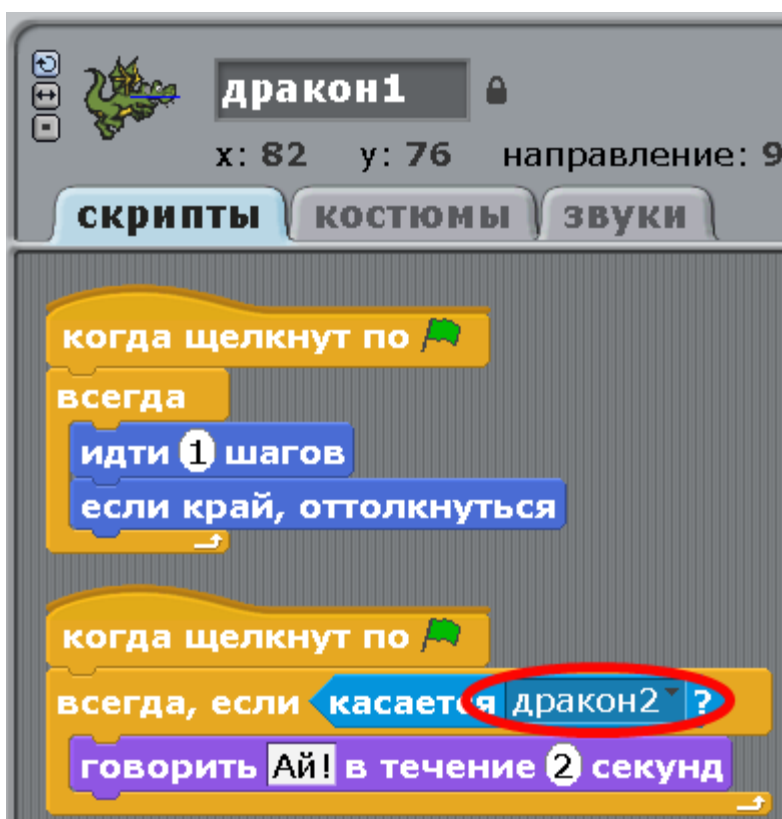 дракон1
x: 82 y: 76 направление: 9
скрипты костюмы звуки
когда щелкнут по
всегда
идти 1 шагов
если край, оттолкнуться
когда щелкнут по
всегда, если касается дракон2 ?
говорить Ай! в течение 2 секунд